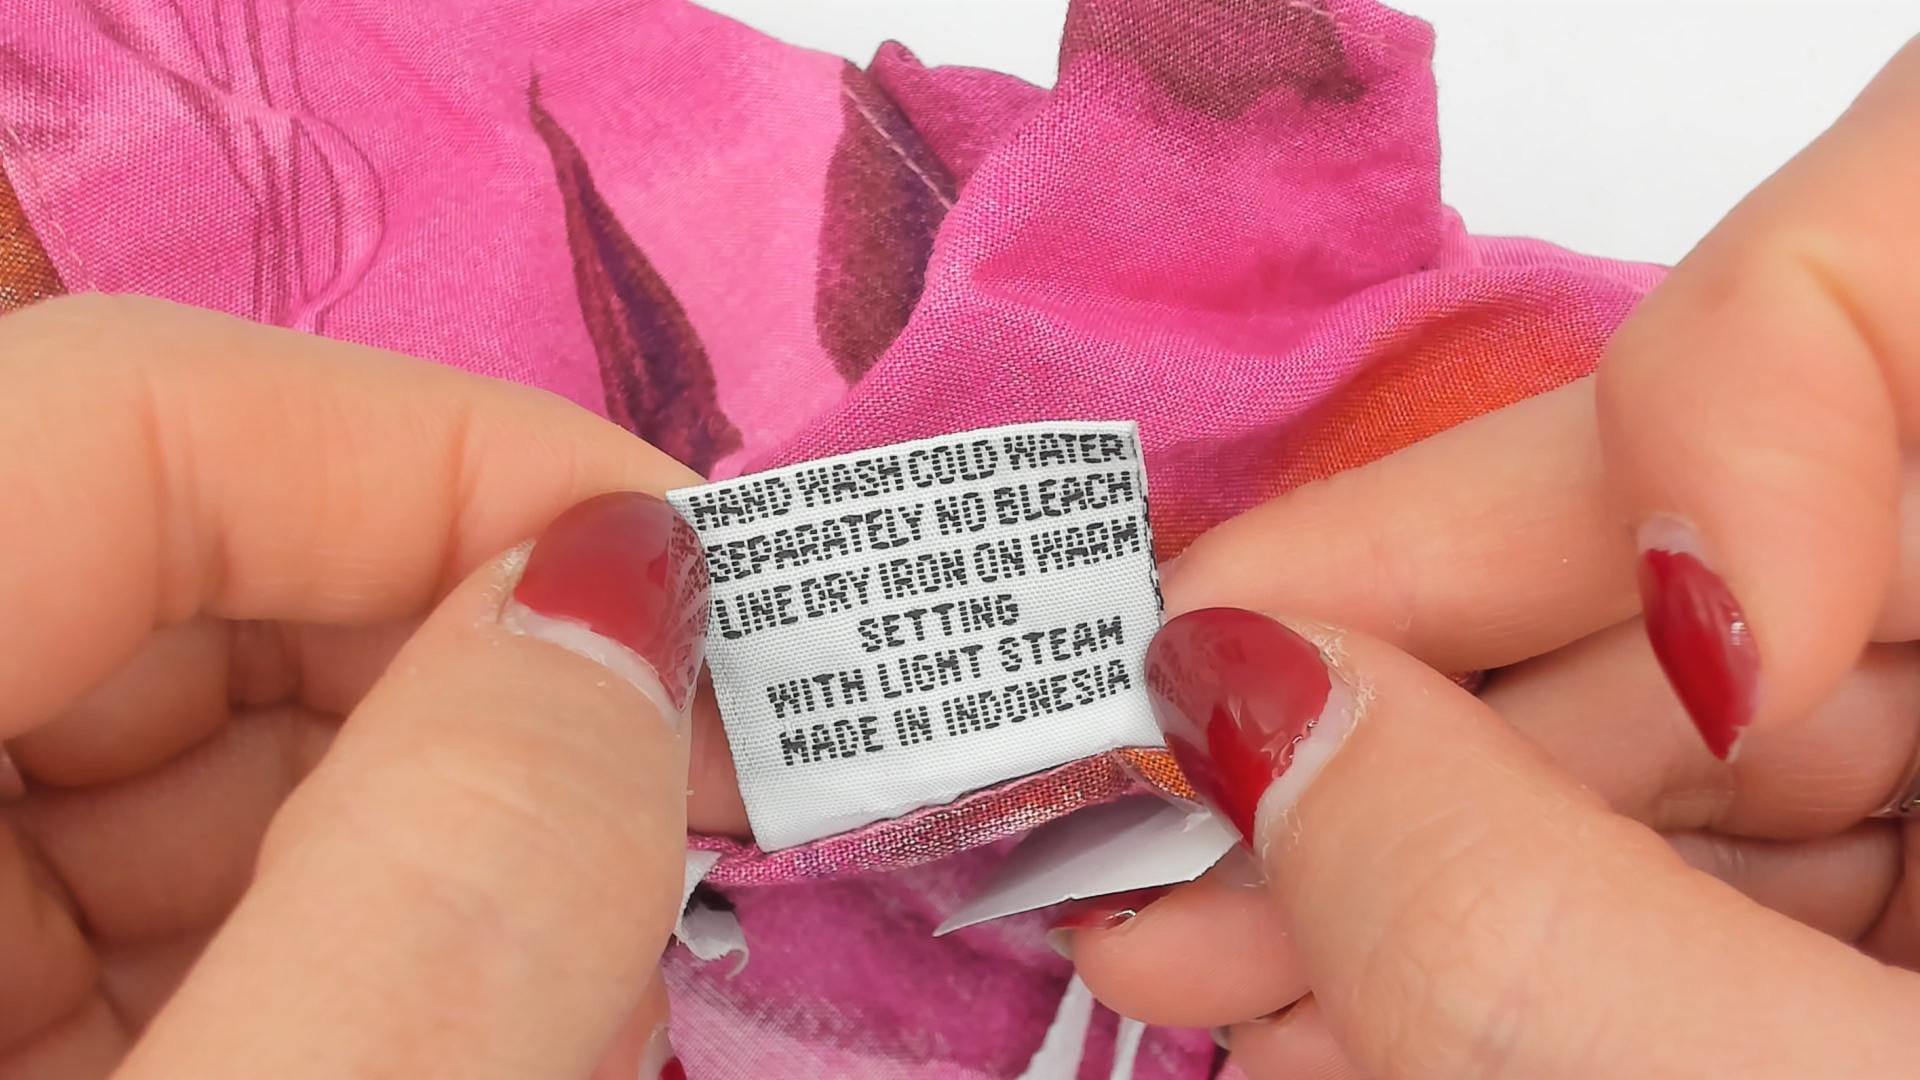 HAND WASH COLD WATER
SEPARATELY NO BLEACH
LINE DRY IRON ON WARM
SETTING
WITH LIGHT STEAM
MADE IN INDONESIA